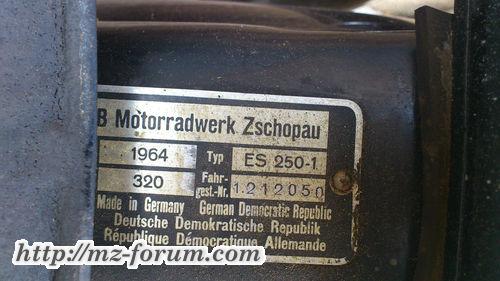 B Motorradwerk Zschopau
1964 Typ ES 250-1
320 Fahr-
gest.-Nr. 1212050
Made in Germany German Democratic Republic
Deutsche Demokratische Republik
République Démocratique Allemande
http://mz-forum.com